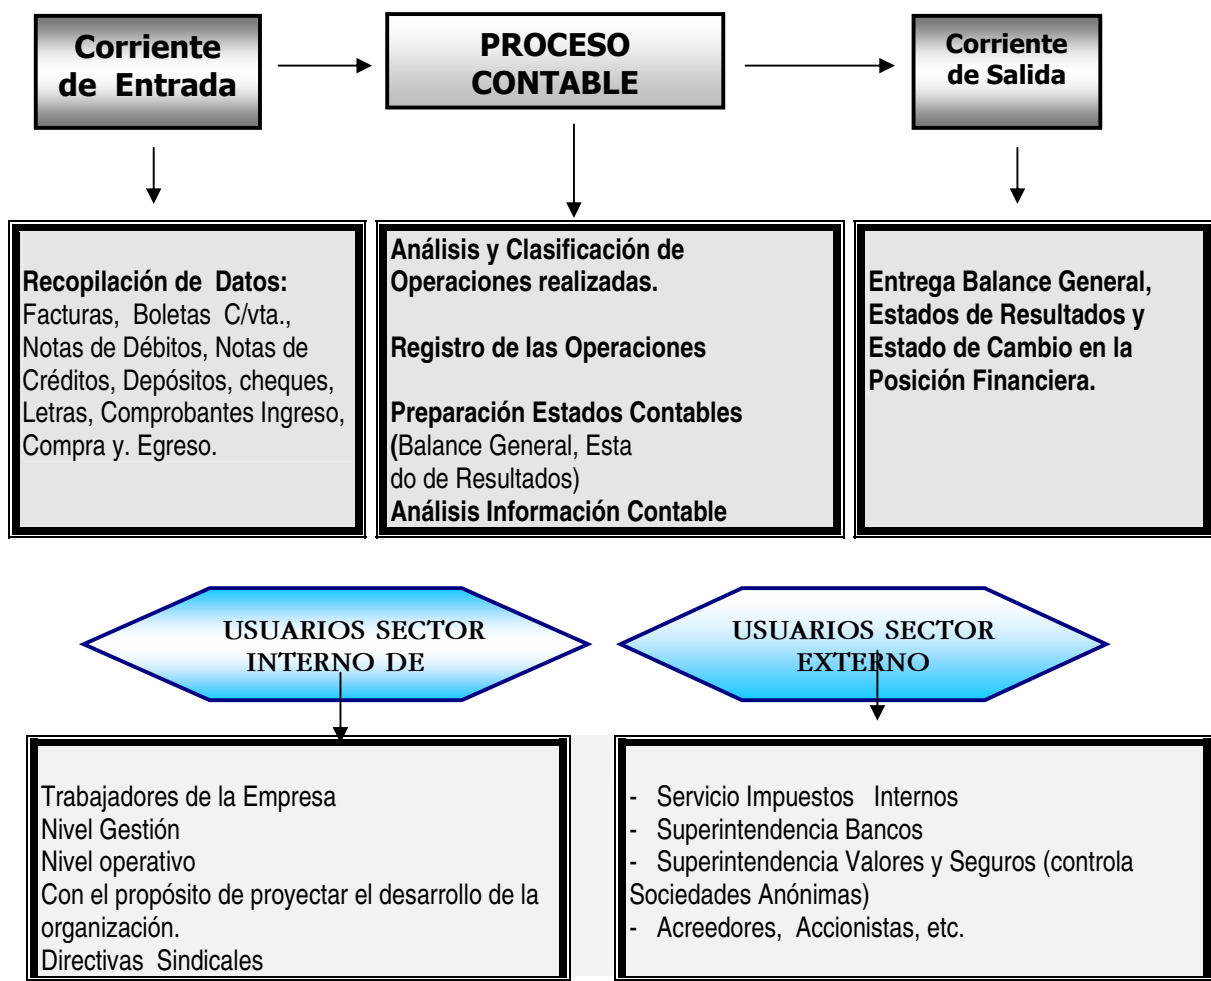 Corriente
de Entrada
PROCESO
CONTABLE
Corriente
de Salida
Recopilación de Datos:
Facturas, Boletas C/vta.,
Notas de Débitos, Notas de
Créditos, Depósitos, cheques,
Letras, Comprobantes Ingreso,
Compra y. Egreso.
Análisis y Clasificación de
Operaciones realizadas.
Registro de las Operaciones
Preparación Estados Contables
(Balance General, Esta
do de Resultados)
Análisis Información Contable
Entrega Balance General,
Estados de Resultados y
Estado de Cambio en la
Posición Financiera.
USUARIOS SECTOR
INTERNO DE
USUARIOS SECTOR
EXTERNO
Trabajadores de la Empresa
Nivel Gestión
Nivel operativo
Con el propósito de proyectar el desarrollo de la
organización.
Directivas Sindicales
- Servicio Impuestos Internos
- Superintendencia Bancos
- Superintendencia Valores y Seguros (controla
Sociedades Anónimas)
- Acreedores, Accionistas, etc.